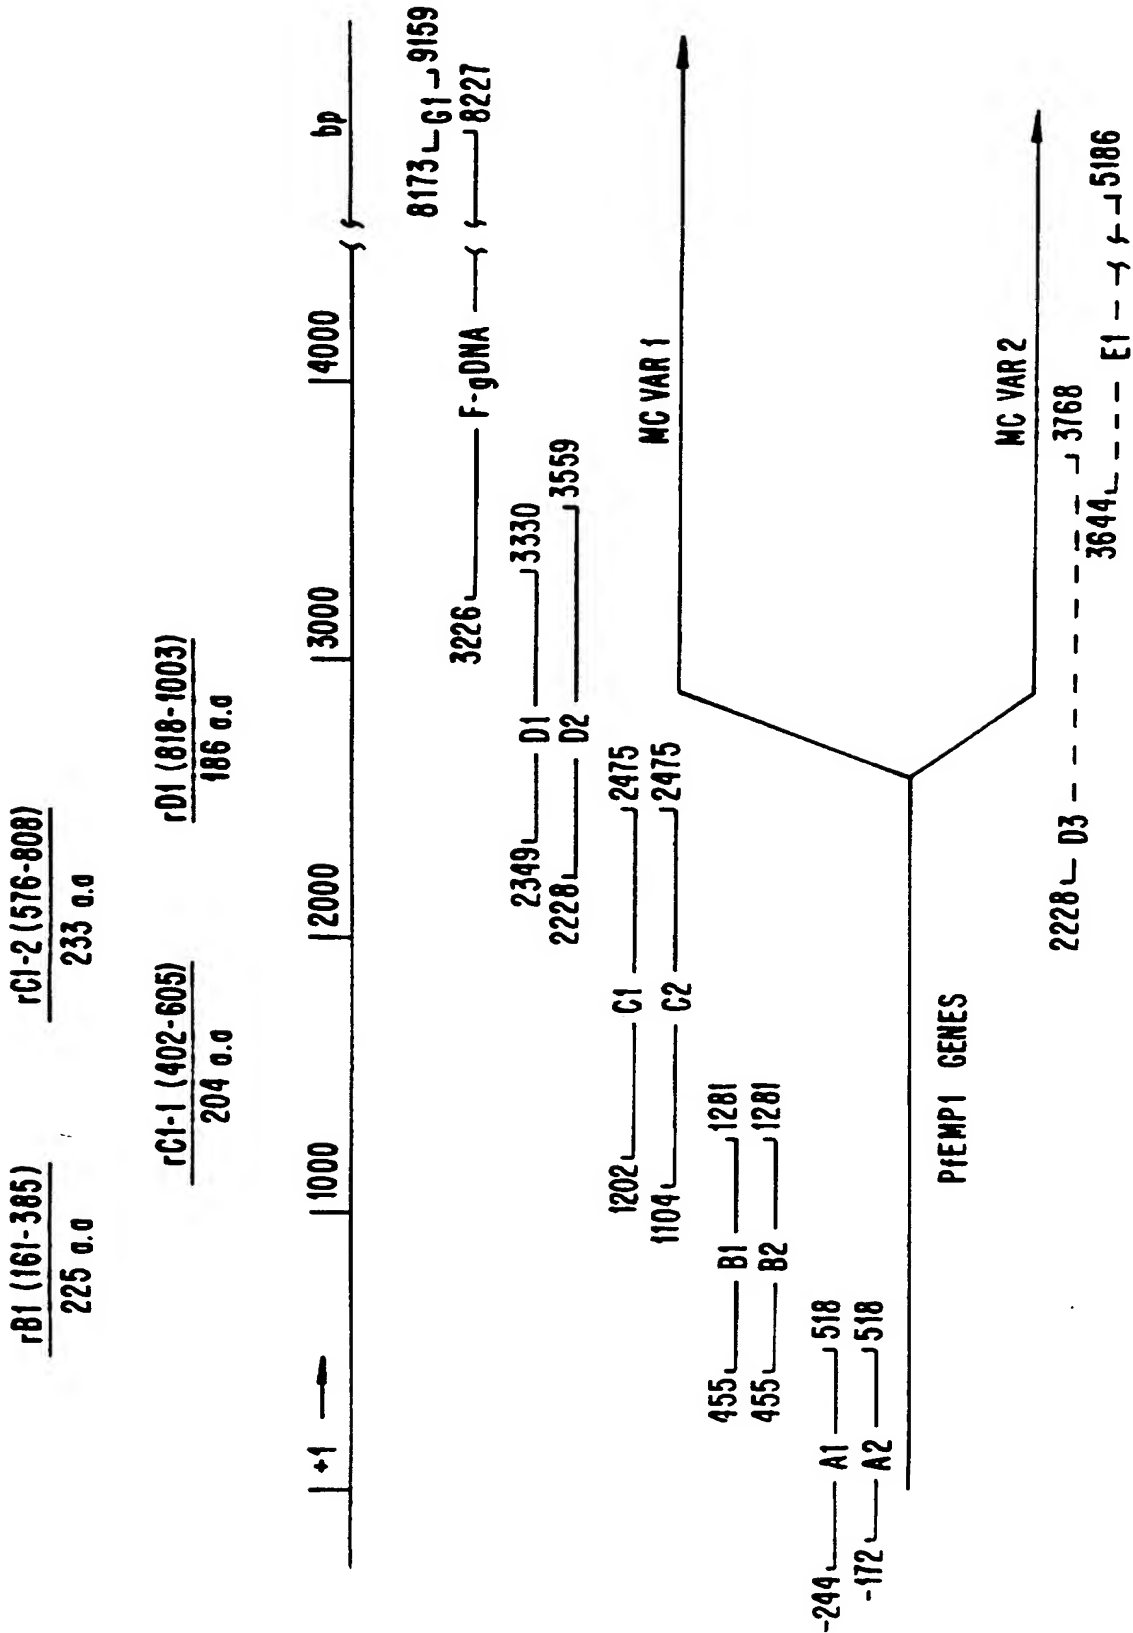 rB1 (161-385)
225 a.a
rC1-2 (576-808)
233 a.a
rC1-1 (402-605)
204 a.a
rD1 (818-1003)
186 a.a
+1 1000 2000 3000 4000 bp
8173 G1 9159
3226 F-gDNA 8227
2349 D1 3330
2228 D2 3559
1202 C1 2475
1104 C2 2475
455 B1 1281
455 B2 1281
-244 A1 518
-172 A2 518
MC VAR 1
PfEMP1 GENES
MC VAR 2
2228 D3 3768
3644 E1 5186